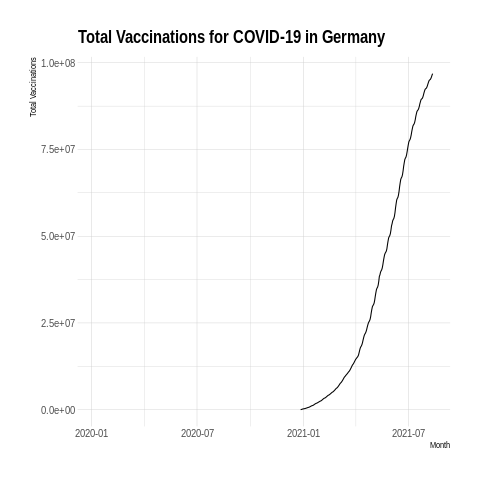 Total Vaccinations for COVID-19 in Germany
Total Vaccinations
1.0e+08
7.5e+07
5.0e+07
2.5e+07
0.0e+00
2020-01 2020-07 2021-01 2021-07
Month